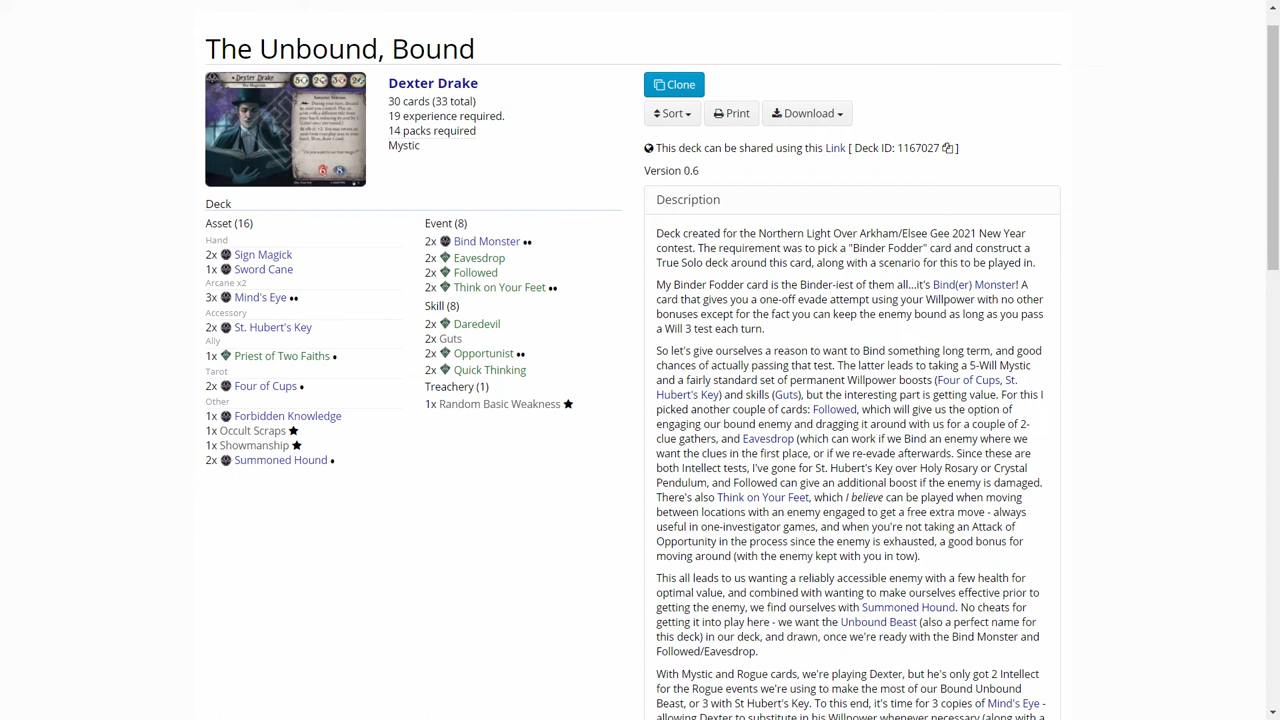 The Unbound, Bound
Dexter Drake
Dexter Drake
30 cards (33 total)
19 experience required.
14 packs required
Mystic
Deck
Asset (16)
Hand
2x Sign Magick
1x Sword Cane
Arcane x2
3x Mind's Eye ••
Accessory
2x St. Hubert's Key
Ally
1x Priest of Two Faiths •
Tarot
2x Four of Cups •
Other
1x Forbidden Knowledge
1x Occult Scraps ★
1x Showmanship ★
2x Summoned Hound •
Event (8)
2x Bind Monster ••
2x Eavesdrop
2x Followed
2x Think on Your Feet ••
Skill (8)
2x Daredevil
2x Guts
2x Opportunist ••
2x Quick Thinking
Treachery (1)
1x Random Basic Weakness ★
Clone
Sort
Print
Download
This deck can be shared using this Link [ Deck ID: 1167027 ]
Version 0.6
Description
Deck created for the Northern Light Over Arkham/Elsee Gee 2021 New Year
contest. The requirement was to pick a "Binder Fodder" card and construct a
True Solo deck around this card, along with a scenario for this to be played in.
My Binder Fodder card is the Binder-iest of them all...it's Bind(er) Monster! A
card that gives you a one-off evade attempt using your Willpower with no other
bonuses except for the fact you can keep the enemy bound as long as you pass
a Will 3 test each turn.
So let's give ourselves a reason to want to Bind something long term, and good
chances of actually passing that test. The latter leads to taking a 5-Will Mystic
and a fairly standard set of permanent Willpower boosts (Four of Cups, St.
Hubert's Key) and skills (Guts), but the interesting part is getting value. For this I
picked another couple of cards: Followed, which will give us the option of
engaging our bound enemy and dragging it around with us for a couple of 2-
clue gathers, and Eavesdrop (which can work if we Bind an enemy where we
want the clues in the first place, or if we re-evade afterwards. Since these are
both Intellect tests, I've gone for St. Hubert's Key over Holy Rosary or Crystal
Pendulum, and Followed can give an additional boost if the enemy is damaged.
There's also Think on Your Feet, which I believe can be played when moving
between locations with an enemy engaged to get a free extra move - always
useful in one-investigator games, and when you're not taking an Attack of
Opportunity in the process since the enemy is exhausted, a good bonus for
moving around (with the enemy kept with you in tow).
This all leads to us wanting a reliably accessible enemy with a few health for
optimal value, and combined with wanting to make ourselves effective prior to
getting the enemy, we find ourselves with Summoned Hound. No cheats for
getting it into play here - we want the Unbound Beast (also a perfect name for
this deck) in our deck, and drawn, once we're ready with the Bind Monster and
Followed/Eavesdrop.
With Mystic and Rogue cards, we're playing Dexter, but he's only got 2 Intellect
for the Rogue events we're using to make the most of our Bound Unbound
Beast, or 3 with St Hubert's Key. To this end, it's time for 3 copies of Mind's Eye -
allowing Dexter to substitute in his Willpower whenever necessary (along with a